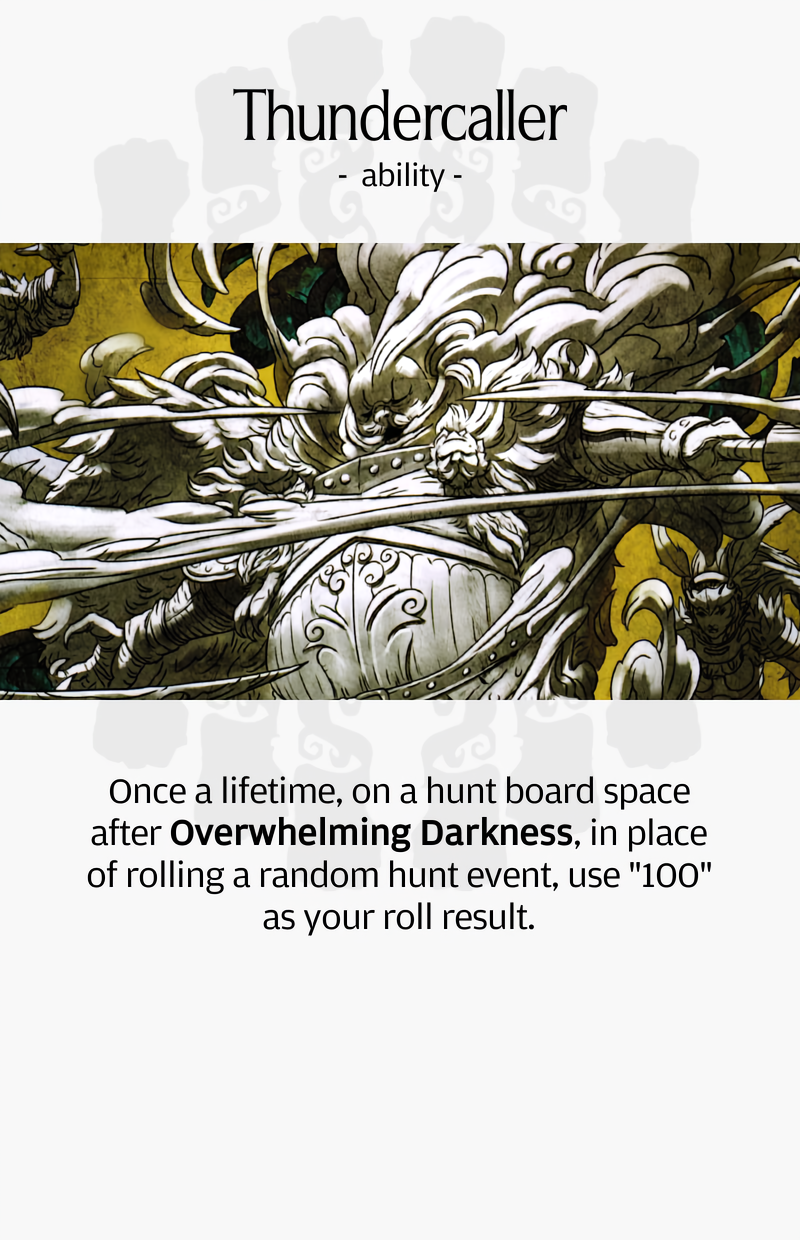 Thundercaller
- ability -
Once a lifetime, on a hunt board space
after Overwhelming Darkness, in place
of rolling a random hunt event, use "100"
as your roll result.